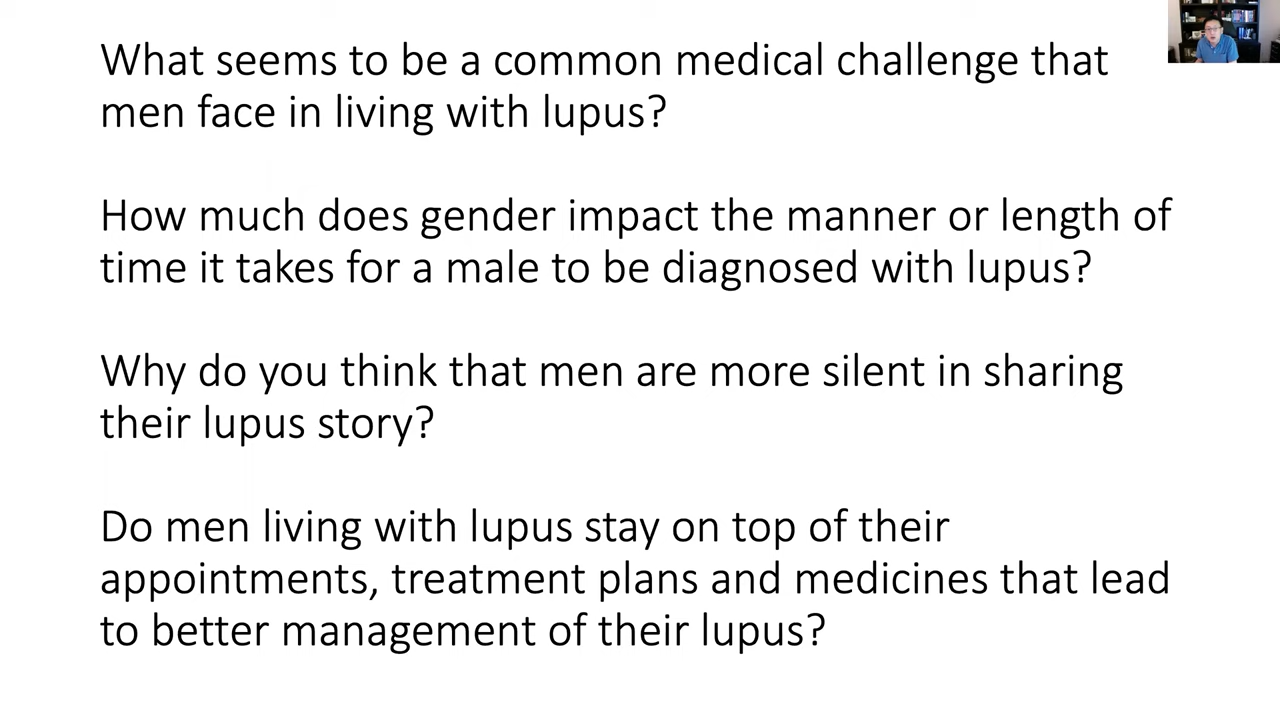 What seems to be a common medical challenge that
men face in living with lupus?
How much does gender impact the manner or length of
time it takes for a male to be diagnosed with lupus?
Why do you think that men are more silent in sharing
their lupus story?
Do men living with lupus stay on top of their
appointments, treatment plans and medicines that lead
to better management of their lupus?